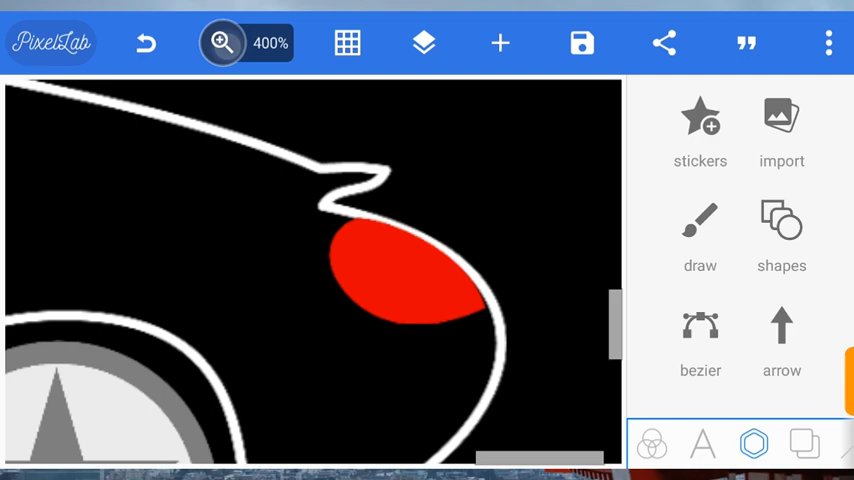 PixelLab
400%
stickers
import
draw
shapes
bezier
arrow